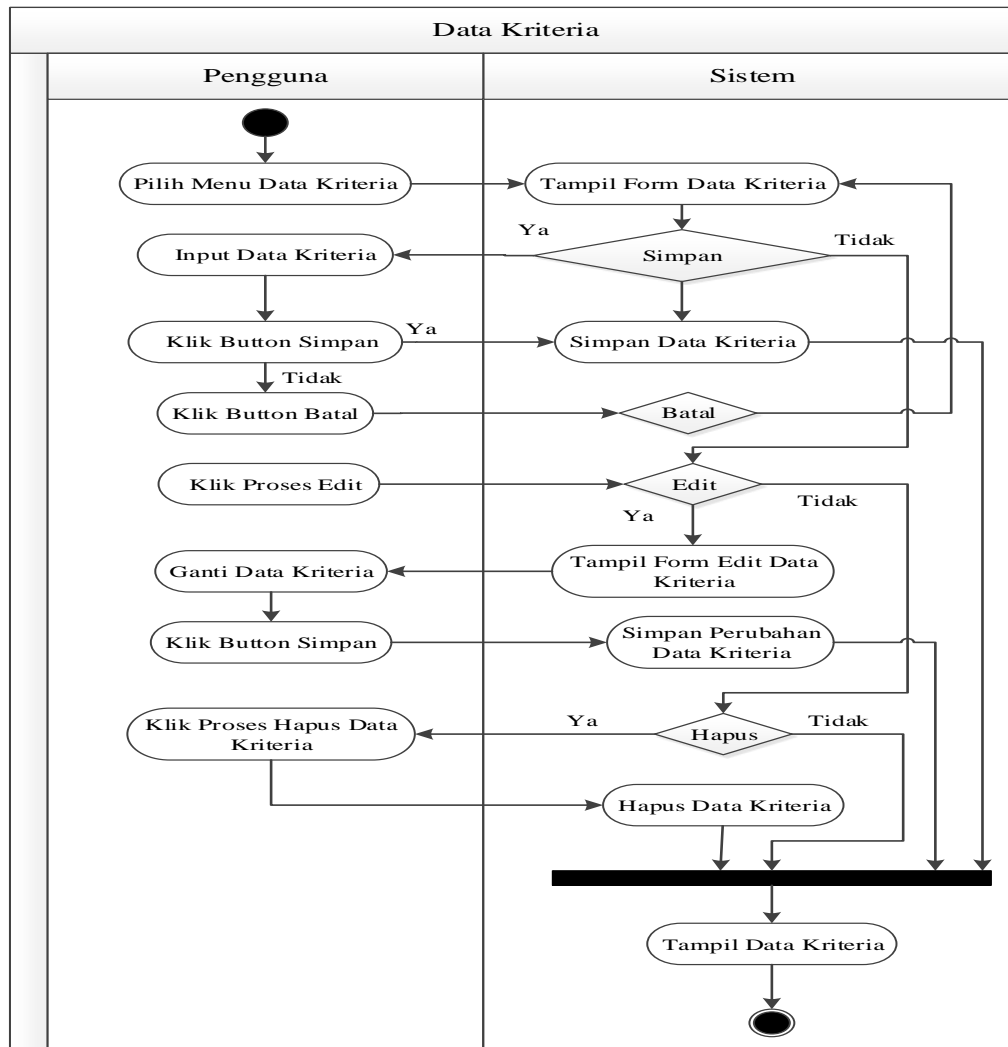 Data Kriteria
Pengguna
Sistem
Pilih Menu Data Kriteria
Tampil Form Data Kriteria
Ya
Tidak
Input Data Kriteria
Simpan
Klik Button Simpan
Ya
Simpan Data Kriteria
Tidak
Klik Button Batal
Batal
Klik Proses Edit
Edit
Tidak
Ya
Ganti Data Kriteria
Tampil Form Edit Data
Kriteria
Klik Button Simpan
Simpan Perubahan
Data Kriteria
Klik Proses Hapus Data
Kriteria
Ya
Hapus
Tidak
Hapus Data Kriteria
Tampil Data Kriteria